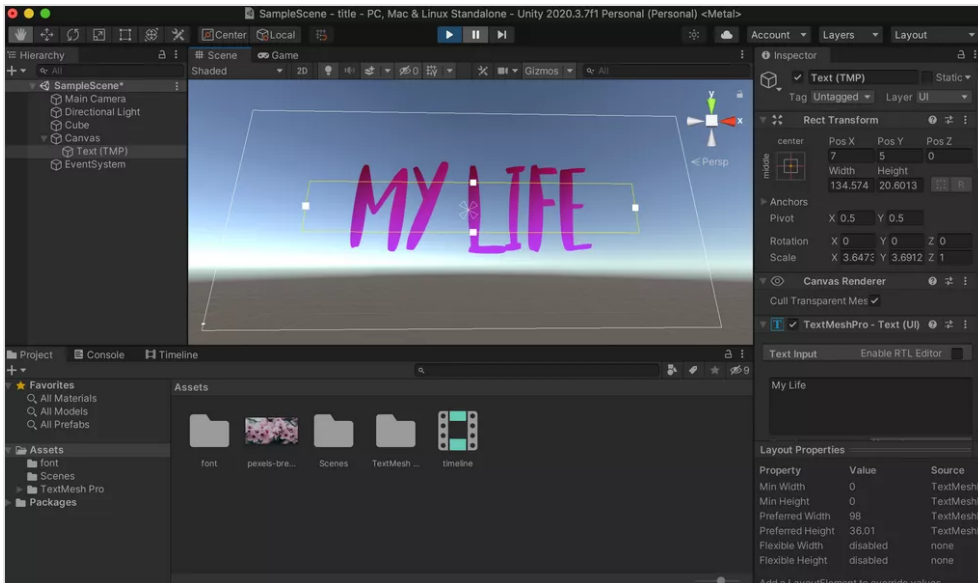 SampleScene - title - PC, Mac & Linux Standalone - Unity 2020.3.7f1 Personal (Personal) <Metal>
Center Local Account Layers Layout
Hierarchy
All
SampleScene*
Main Camera
Directional Light
Cube
Canvas
Text (TMP)
EventSystem
Scene Game
Shaded 2D 0 Gizmos All
y
x
Persp
MY LIFE
Inspector
Text (TMP) Static
Tag Untagged Layer UI
Rect Transform
center Pos X Pos Y Pos Z
middle 7 5 0
Width Height
134.574 20.6013 R
Anchors
Pivot X 0.5 Y 0.5
Rotation X 0 Y 0 Z 0
Scale X 3.6473 Y 3.6912 Z 1
Canvas Renderer
Cull Transparent Mes
T TextMeshPro - Text (UI)
Text Input Enable RTL Editor
My Life
Layout Properties
Property Value Source
Min Width 0 TextMesh
Min Height 0 TextMesh
Preferred Width 98 TextMesh
Preferred Height 36.01 TextMesh
Flexible Width disabled none
Flexible Height disabled none
Add a LayoutElement to override values
Project Console Timeline
9
Favorites
All Materials
All Models
All Prefabs
Assets
font
Scenes
TextMesh Pro
Packages
Assets
font pexels-bre... Scenes TextMesh ... timeline